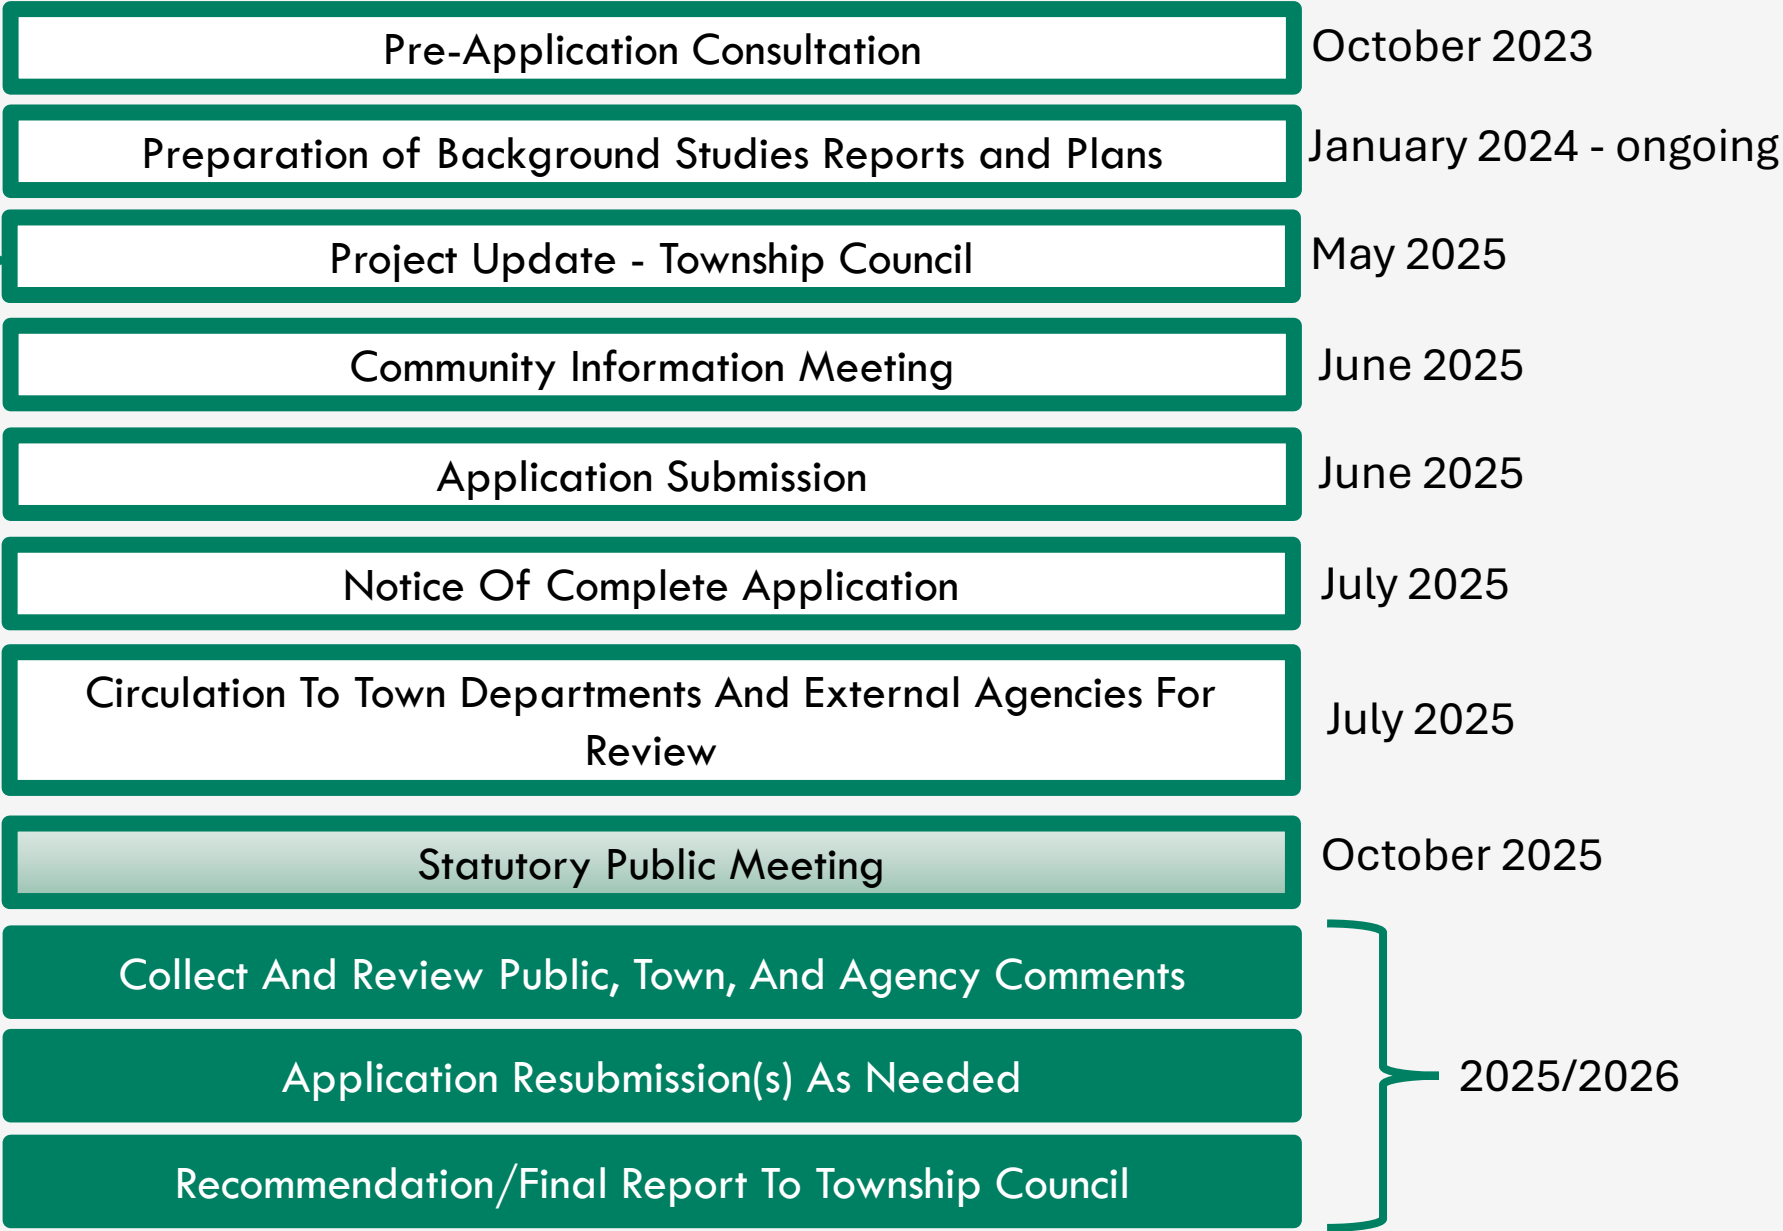 Pre-Application Consultation October 2023
Preparation of Background Studies Reports and Plans January 2024 - ongoing
Project Update - Township Council May 2025
Community Information Meeting June 2025
Application Submission June 2025
Notice Of Complete Application July 2025
Circulation To Town Departments And External Agencies For
Review
July 2025
Statutory Public Meeting October 2025
Collect And Review Public, Town, And Agency Comments
Application Resubmission(s) As Needed 2025/2026
Recommendation/Final Report To Township Council